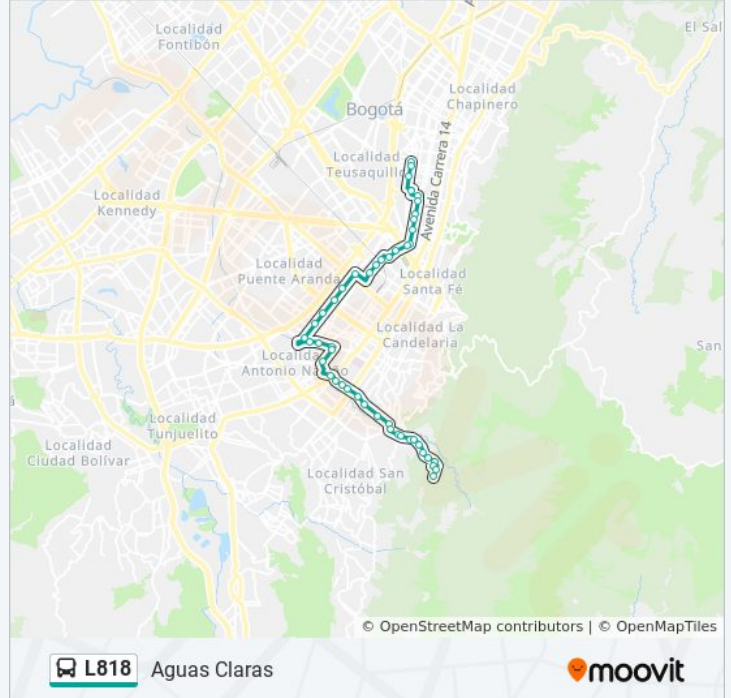 Localidad
Fontibón
El Sal
Localidad
Chapinero
Bogotá
Avenida Carrera 14
Localidad
Teusaquillo
Localidad
Kennedy
Localidad
Puente Aranda
Localidad
Santa Fé
Localidad La
Candelaria
San
Localidad
Antonio Na
ño
Localidad
Tunjuelito
Localidad
Ciudad Bolívar
Localidad San
Cristóbal
© OpenStreetMap contributors | © OpenMapTiles
L818 Aguas Claras
moovit